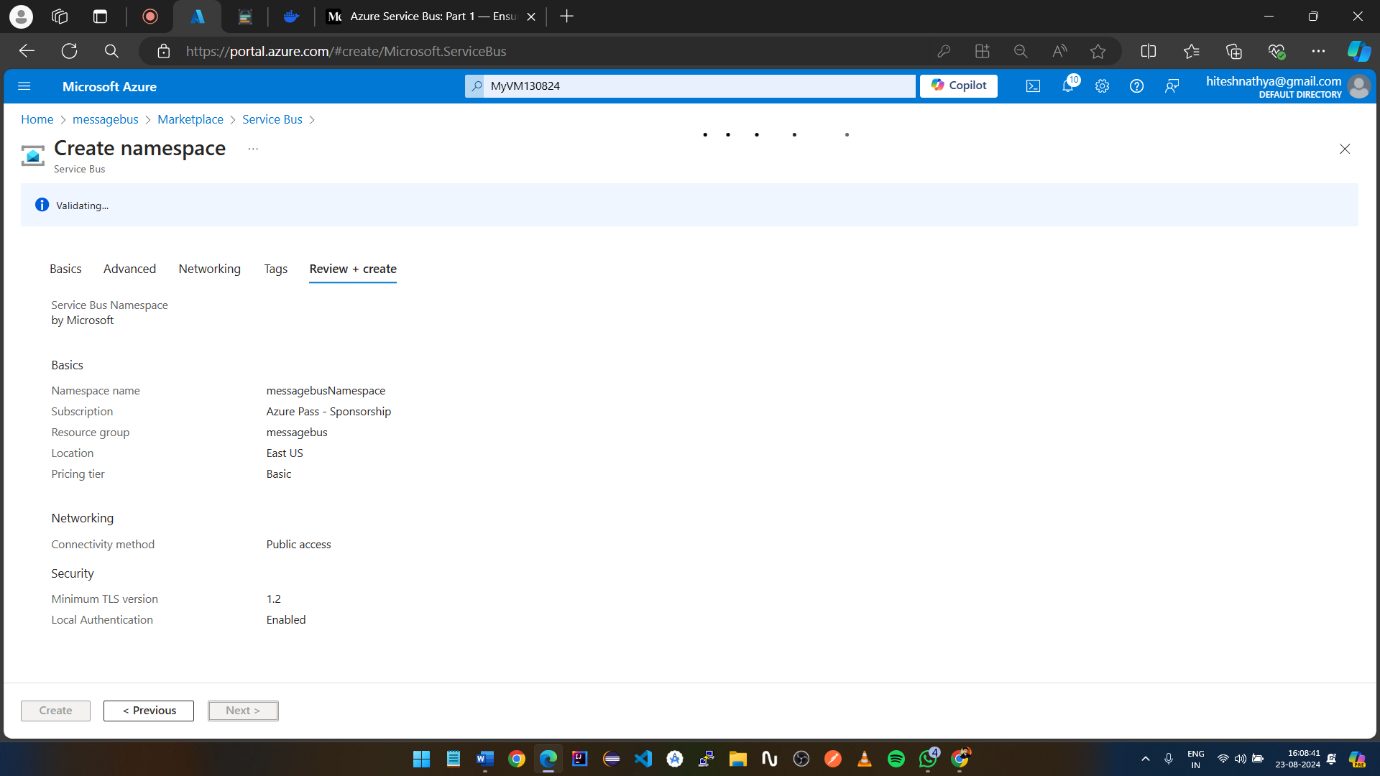 Azure Service Bus: Part 1 — Ensu
https://portal.azure.com/#create/Microsoft.ServiceBus
Microsoft Azure
MyVM130824
Copilot
10
hiteshnathya@gmail.com
DEFAULT DIRECTORY
Home > messagebus > Marketplace > Service Bus >
Create namespace ...
Service Bus
Validating...
Basics Advanced Networking Tags Review + create
Service Bus Namespace
by Microsoft
Basics
Namespace name messagebusNamespace
Subscription Azure Pass - Sponsorship
Resource group messagebus
Location East US
Pricing tier Basic
Networking
Connectivity method Public access
Security
Minimum TLS version 1.2
Local Authentication Enabled
Create < Previous Next >
4
ENG
IN
16:08:41
23-08-2024